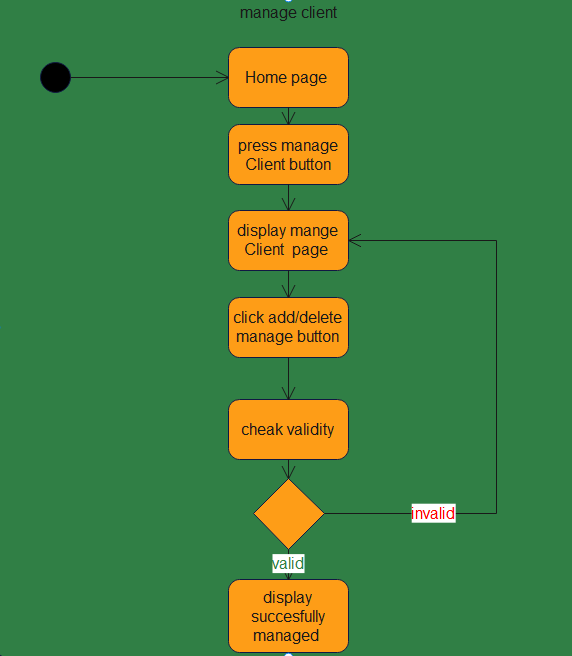 manage client
Home page
press manage
Client button
display mange
Client page
click add/delete
manage button
cheak validity
invalid
valid
display
succesfully
managed